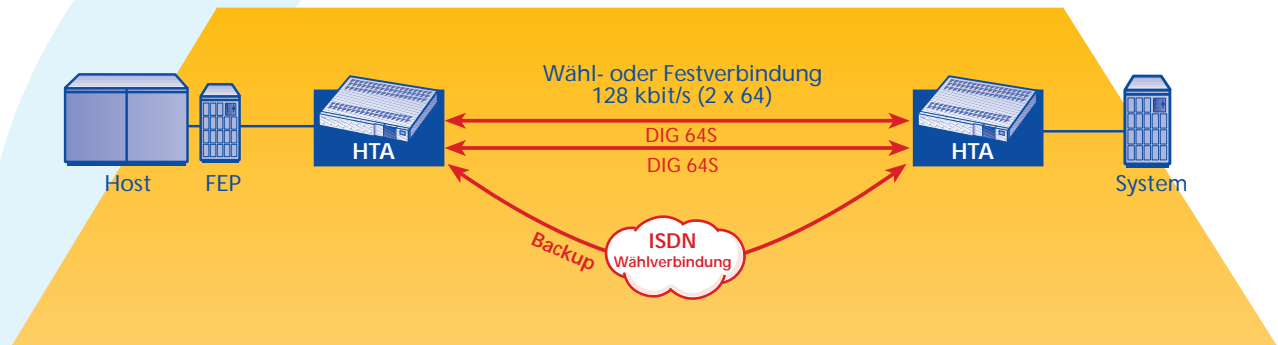 Wähl- oder Festverbindung
128 kbit/s (2 x 64)
DIG 64S
DIG 64S
HTA
HTA
Host
FEP
System
Backup
ISDN
Wählverbindung